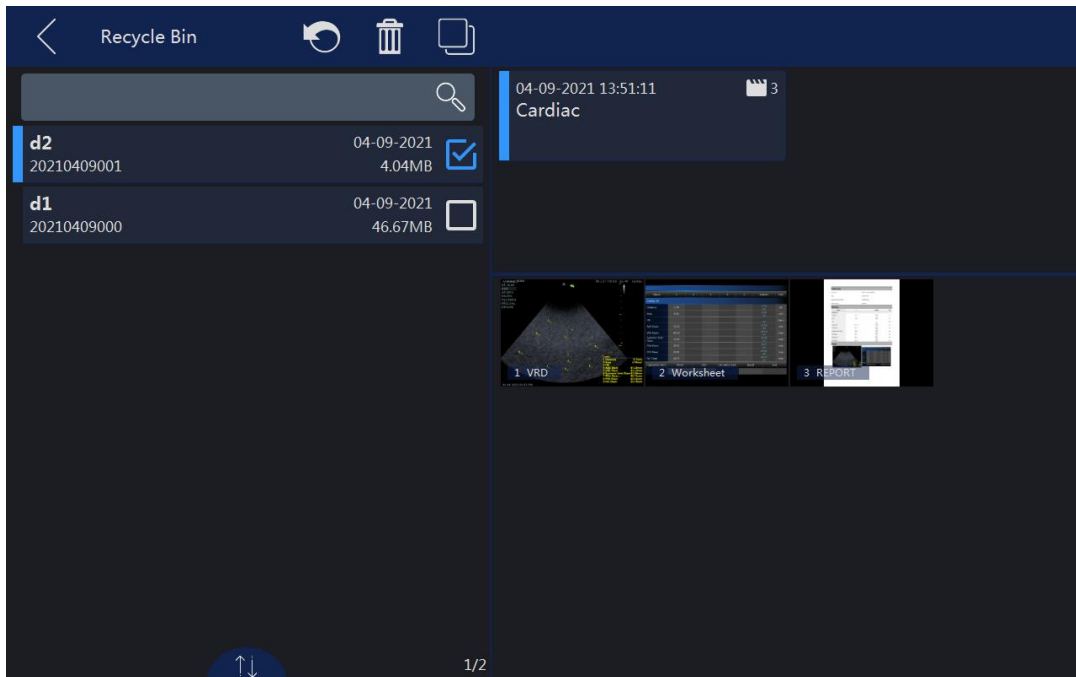 Recycle Bin
d2
04-09-2021
20210409001
4.04MB
d1
04-09-2021
20210409000
46.67MB
1/2
04-09-2021 13:51:11
3
Cardiac
1 VRD
2 Worksheet
3 REPORT